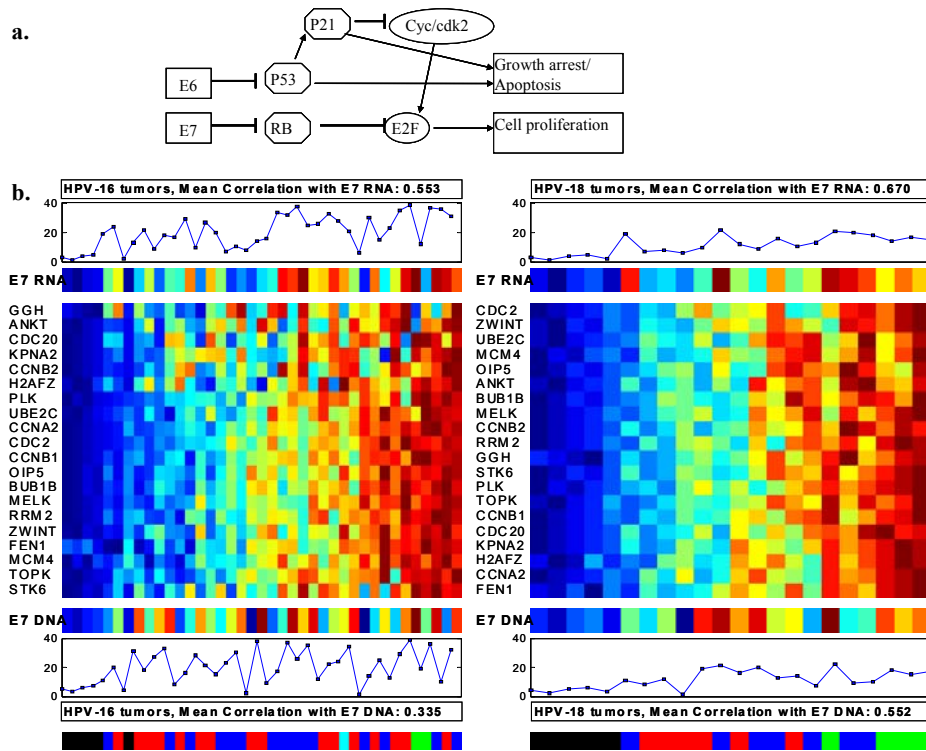 a.
P21
Cyc/cdk2
E6
P53
Growth arrest/
Apoptosis
E7
RB
E2F
Cell proliferation
b.
HPV-16 tumors, Mean Correlation with E7 RNA: 0.553
40
20
0
E7 RNA
GGH
ANKT
CDC20
KPNA2
CCNB2
H2AFZ
PLK
UBE2C
CCNA2
CDC2
CCNB1
OIP5
BUB1B
MELK
RRM2
ZWINT
FEN1
MCM4
TOPK
STK6
E7 DNA
40
20
0
HPV-16 tumors, Mean Correlation with E7 DNA: 0.335
HPV-18 tumors, Mean Correlation with E7 RNA: 0.670
40
20
0
E7 RNA
CDC2
ZWINT
UBE2C
MCM4
OIP5
ANKT
BUB1B
MELK
CCNB2
RRM2
GGH
STK6
PLK
TOPK
CCNB1
CDC20
KPNA2
H2AFZ
CCNA2
FEN1
E7 DNA
40
20
0
HPV-18 tumors, Mean Correlation with E7 DNA: 0.552